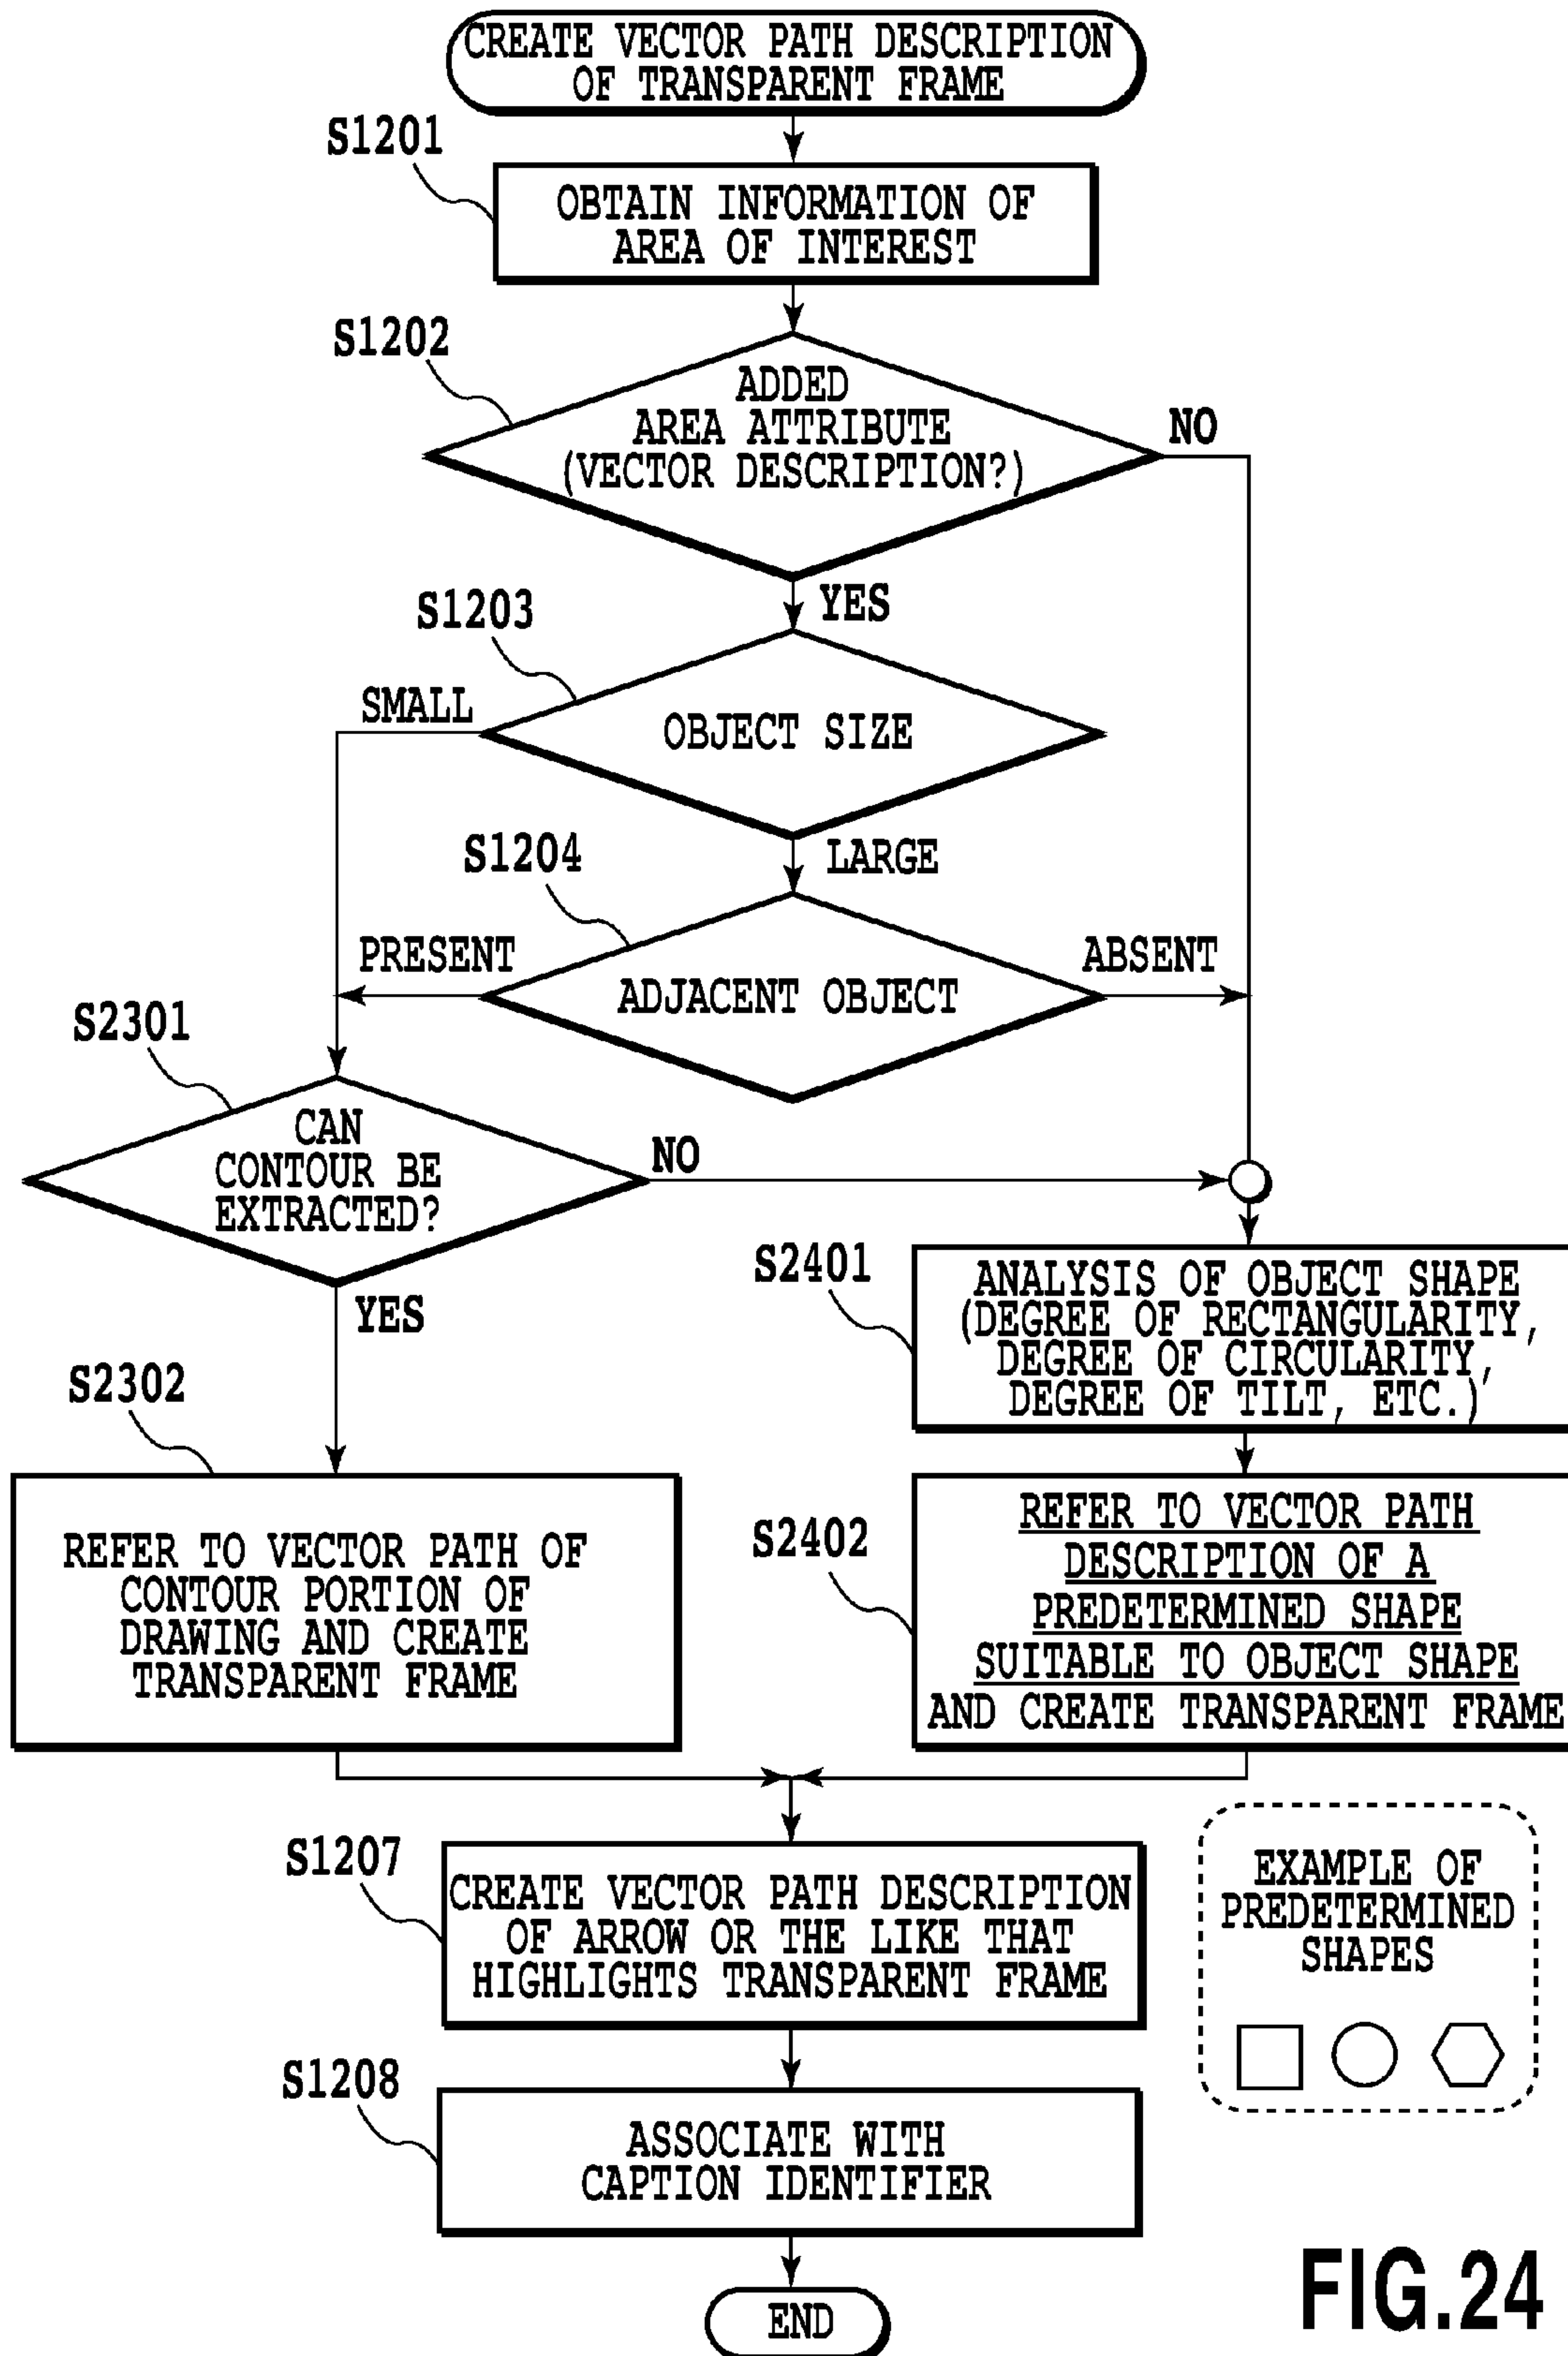 CREATE VECTOR PATH DESCRIPTION
OF TRANSPARENT FRAME
S1201
OBTAIN INFORMATION OF
AREA OF INTEREST
S1202
ADDED
AREA ATTRIBUTE
(VECTOR DESCRIPTION?)
NO
YES
S1203
SMALL
OBJECT SIZE
LARGE
S1204
PRESENT
ADJACENT OBJECT
ABSENT
S2301
CAN
CONTOUR BE
EXTRACTED?
NO
YES
S2401
ANALYSIS OF OBJECT SHAPE
(DEGREE OF RECTANGULARITY,
DEGREE OF CIRCULARITY,
DEGREE OF TILT, ETC.)
S2302
REFER TO VECTOR PATH OF
CONTOUR PORTION OF
DRAWING AND CREATE
TRANSPARENT FRAME
S2402
REFER TO VECTOR PATH
DESCRIPTION OF A
PREDETERMINED SHAPE
SUITABLE TO OBJECT SHAPE
AND CREATE TRANSPARENT FRAME
S1207
CREATE VECTOR PATH DESCRIPTION
OF ARROW OR THE LIKE THAT
HIGHLIGHTS TRANSPARENT FRAME
EXAMPLE OF
PREDETERMINED
SHAPES
S1208
ASSOCIATE WITH
CAPTION IDENTIFIER
END
FIG.24